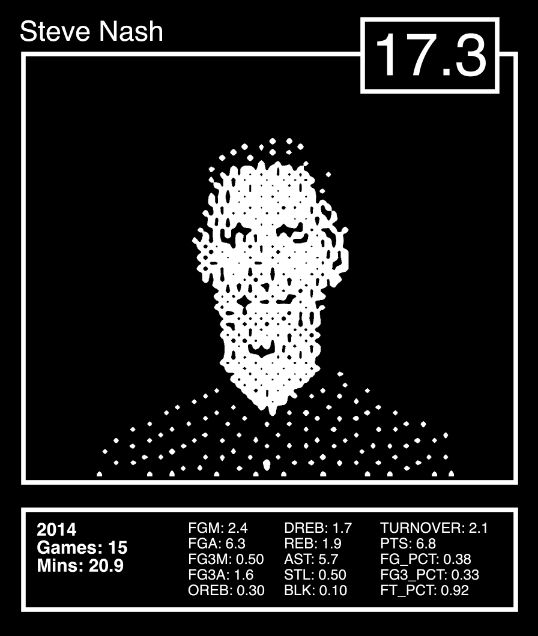 Steve Nash
17.3
2014
Games: 15
Mins: 20.9
FGM: 2.4
FGA: 6.3
FG3M: 0.50
FG3A: 1.6
OREB: 0.30
DREB: 1.7
REB: 1.9
AST: 5.7
STL: 0.50
BLK: 0.10
TURNOVER: 2.1
PTS: 6.8
FG_PCT: 0.38
FG3_PCT: 0.33
FT_PCT: 0.92